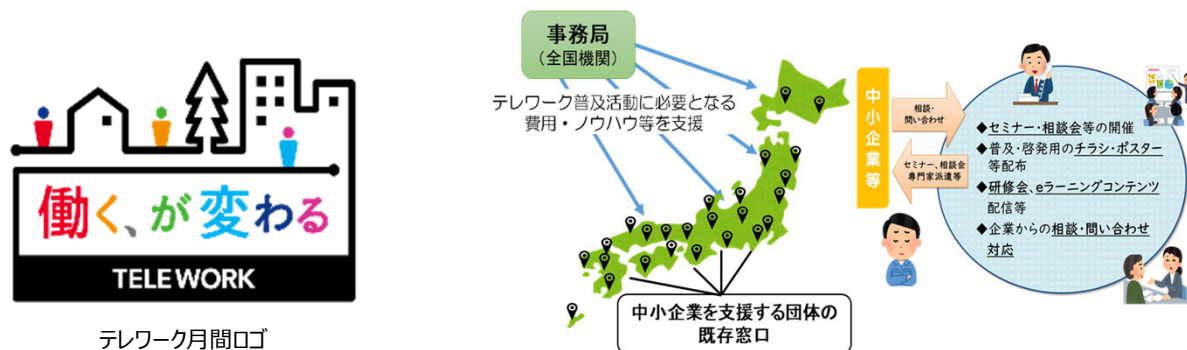 働く、が変わる
TELEWORK
テレワーク月間ロゴ
事務局
（全国機関）
テレワーク普及活動に必要となる
費用・ノウハウ等を支援
中小企業を支援する団体の
既存窓口
中小企業等
相談・
問い合わせ
セミナー、相談会
専門家派遣等
◆セミナー・相談会等の開催
◆普及・啓発用のチラシ・ポスター
等配布
◆研修会、eラーニングコンテンツ
配信等
◆企業からの相談・問い合わせ
対応